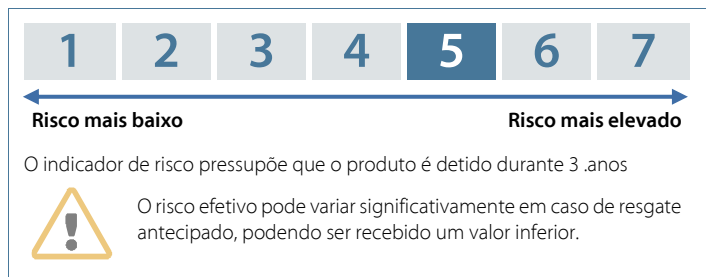 1 2 3 4 5 6 7
Risco mais baixo Risco mais elevado
O indicador de risco pressupõe que o produto é detido durante 3 .anos
O risco efetivo pode variar significativamente em caso de resgate
antecipado, podendo ser recebido um valor inferior.